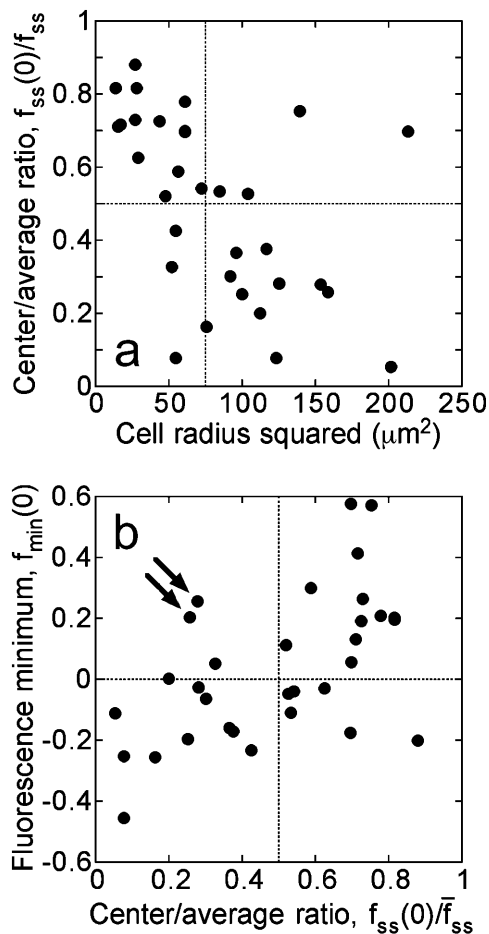 Center/average ratio, fss(0)/fss
1
0.8
0.6
0.4
0.2
0
a
0 50 100 150 200 250
Cell radius squared (μm²)
Fluorescence minimum, fmin(0)
0.6
0.4
0.2
0
-0.2
-0.4
-0.6
b
0 0.2 0.4 0.6 0.8 1
Center/average ratio, fss(0)/f̅ss